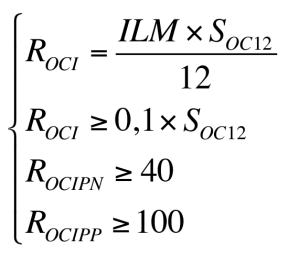 R_OCI = (ILM × S_OC12) / 12
R_OCI ≥ 0,1 × S_OC12
R_OCIPN ≥ 40
R_OCIPP ≥ 100